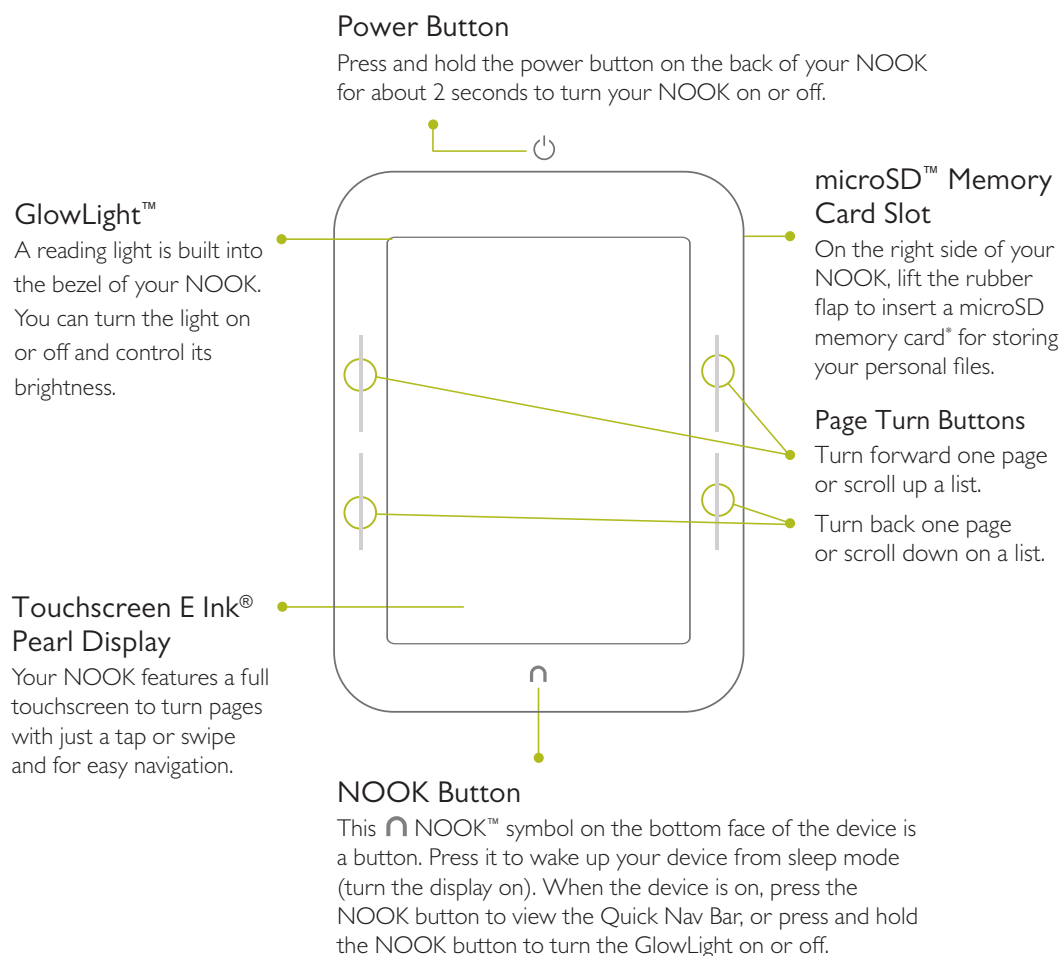 Power Button
Press and hold the power button on the back of your NOOK
for about 2 seconds to turn your NOOK on or off.
GlowLight™
A reading light is built into
the bezel of your NOOK.
You can turn the light on
or off and control its
brightness.
microSD™ Memory
Card Slot
On the right side of your
NOOK, lift the rubber
flap to insert a microSD
memory card* for storing
your personal files.
Page Turn Buttons
Turn forward one page
or scroll up a list.
Turn back one page
or scroll down on a list.
Touchscreen E Ink®
Pearl Display
Your NOOK features a full
touchscreen to turn pages
with just a tap or swipe
and for easy navigation.
NOOK Button
This n NOOK™ symbol on the bottom face of the device is
a button. Press it to wake up your device from sleep mode
(turn the display on). When the device is on, press the
NOOK button to view the Quick Nav Bar, or press and hold
the NOOK button to turn the GlowLight on or off.